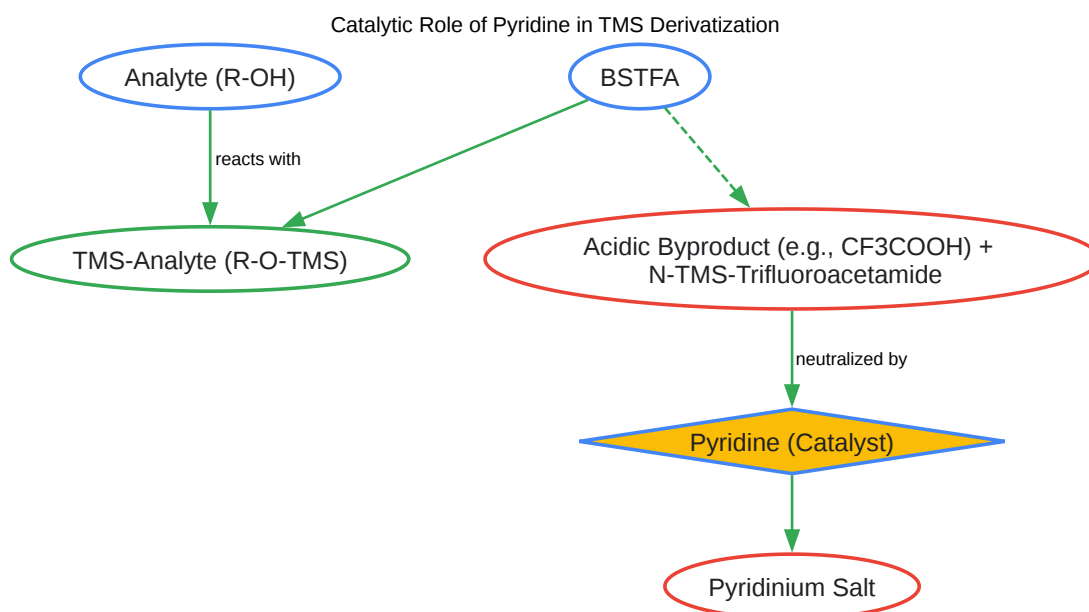 Catalytic Role of Pyridine in TMS Derivatization
Analyte (R-OH)
BSTFA
reacts with
TMS-Analyte (R-O-TMS)
Acidic Byproduct (e.g., CF3COOH) +
N-TMS-Trifluoroacetamide
neutralized by
Pyridine (Catalyst)
Pyridinium Salt